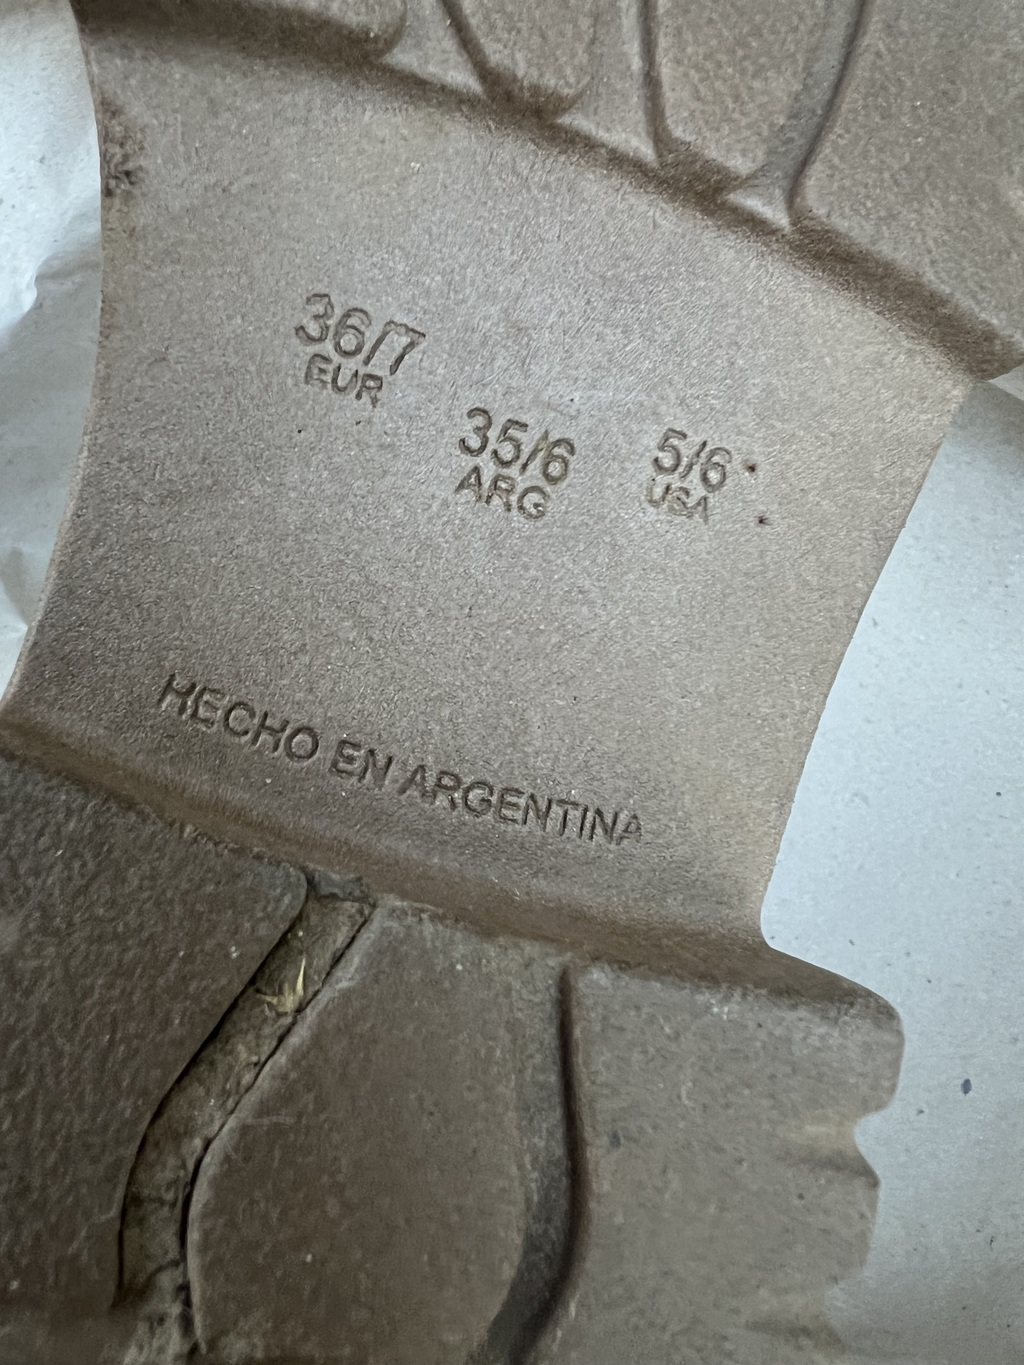 36/7
EUR
35/6
ARG
5/6
USA
HECHO EN ARGENTINA